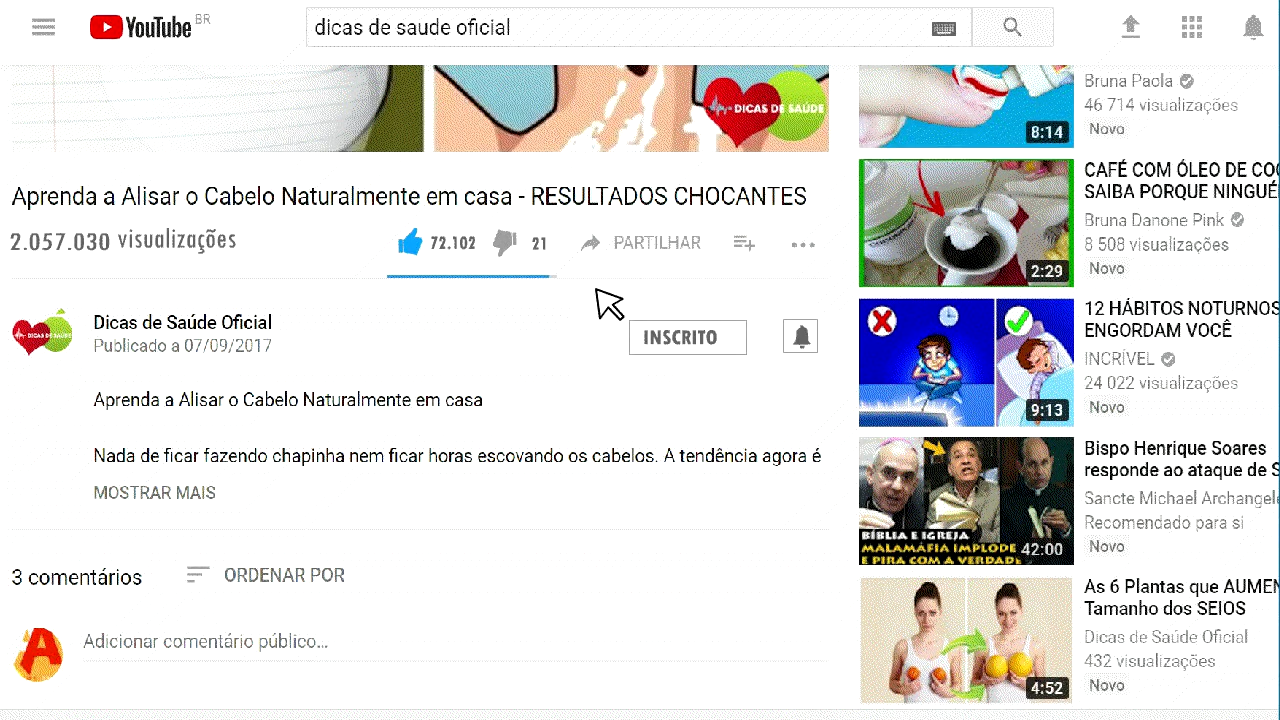 YouTube BR
dicas de saude oficial
DICAS DE SAÚDE
Aprenda a Alisar o Cabelo Naturalmente em casa - RESULTADOS CHOCANTES
2.057.030 visualizações
72.102
21
PARTILHAR
DICAS DE SAÚDE
Dicas de Saúde Oficial
Publicado a 07/09/2017
INSCRITO
Aprenda a Alisar o Cabelo Naturalmente em casa
Nada de ficar fazendo chapinha nem ficar horas escovando os cabelos. A tendência agora é
MOSTRAR MAIS
3 comentários
ORDENAR POR
A
Adicionar comentário público...
8:14
Bruna Paola
46 714 visualizações
Novo
2:29
CAFÉ COM ÓLEO DE COC
SAIBA PORQUE NINGUÉ
Bruna Danone Pink
8 508 visualizações
Novo
9:13
12 HÁBITOS NOTURNOS
ENGORDAM VOCÊ
INCRÍVEL
24 022 visualizações
Novo
BÍBLIA E IGREJA
MALAMÁFIA IMPLODE
E PIRA COM A VERDADE
42:00
Bispo Henrique Soares
responde ao ataque de S
Sancte Michael Archangele
Recomendado para si
Novo
4:52
As 6 Plantas que AUMEN
Tamanho dos SEIOS
Dicas de Saúde Oficial
432 visualizações
Novo